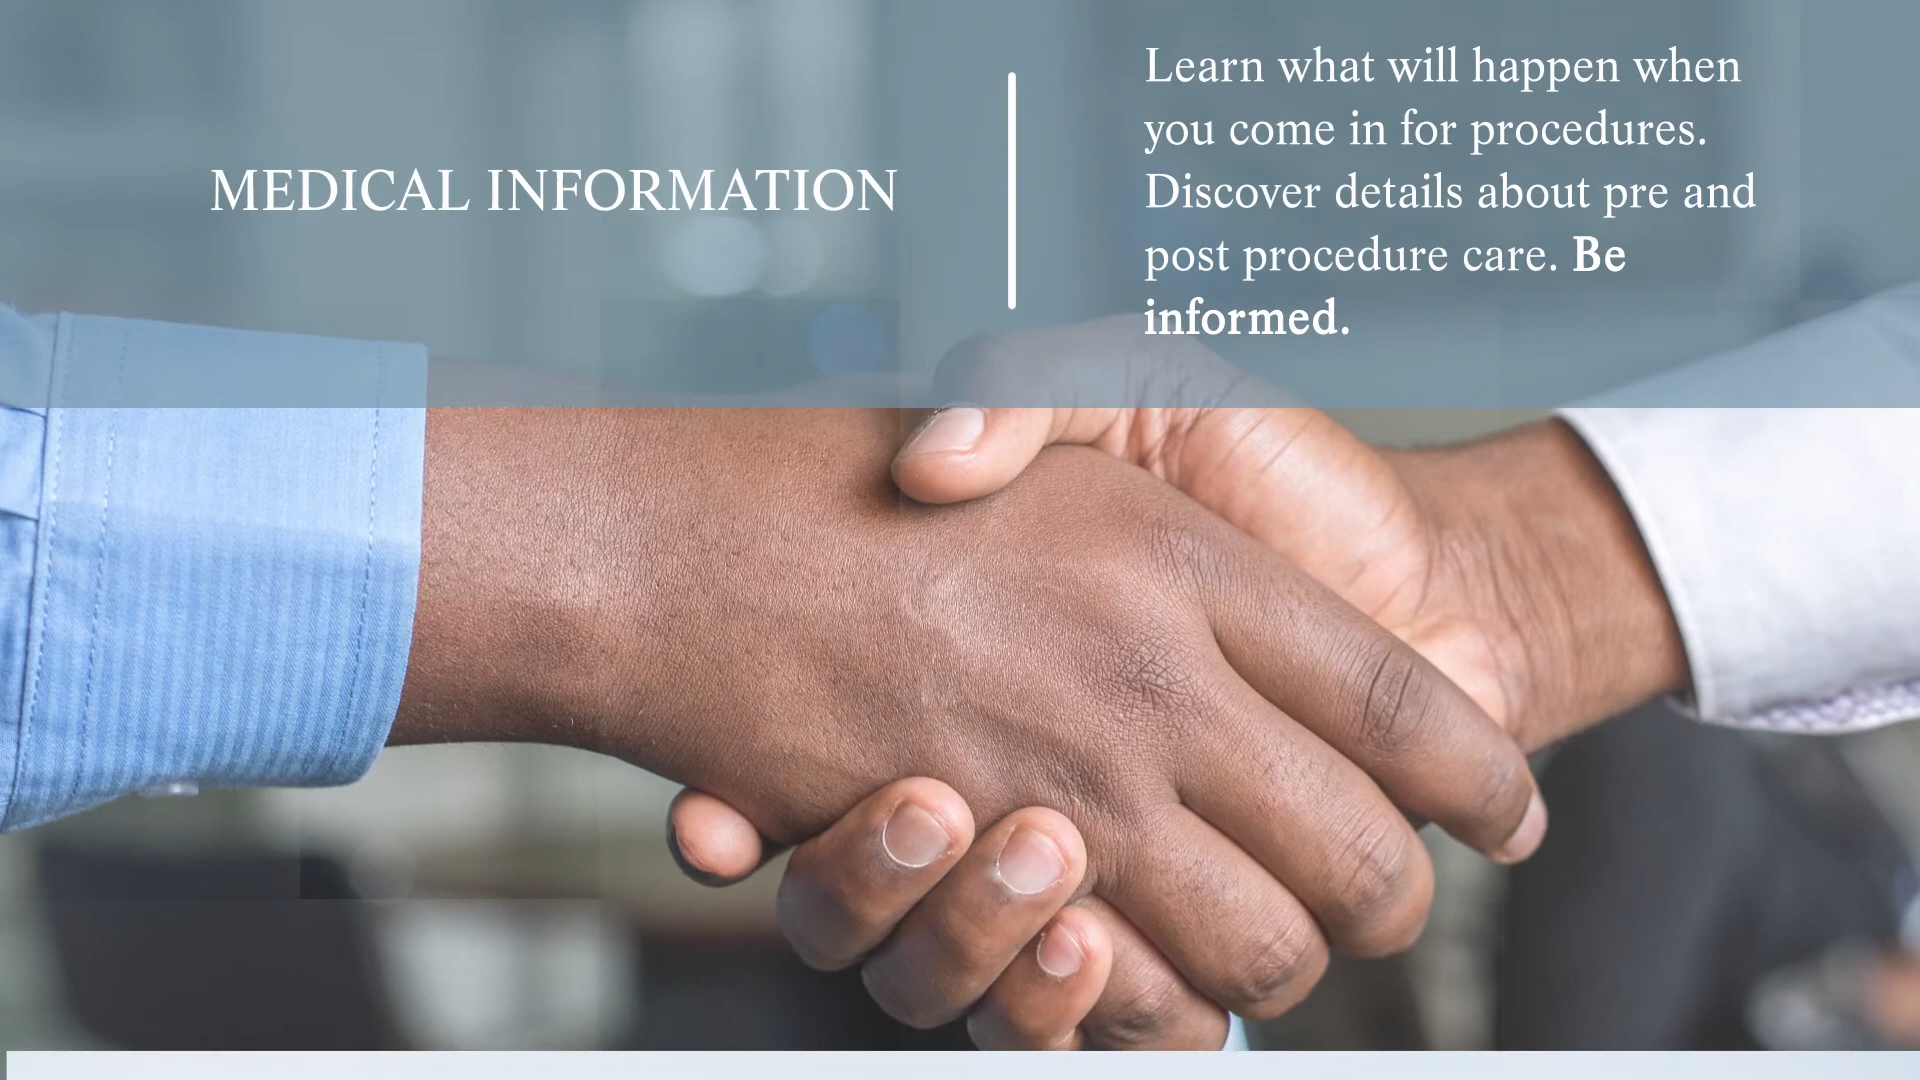 MEDICAL INFORMATION
Learn what will happen when
you come in for procedures.
Discover details about pre and
post procedure care. Be
informed.